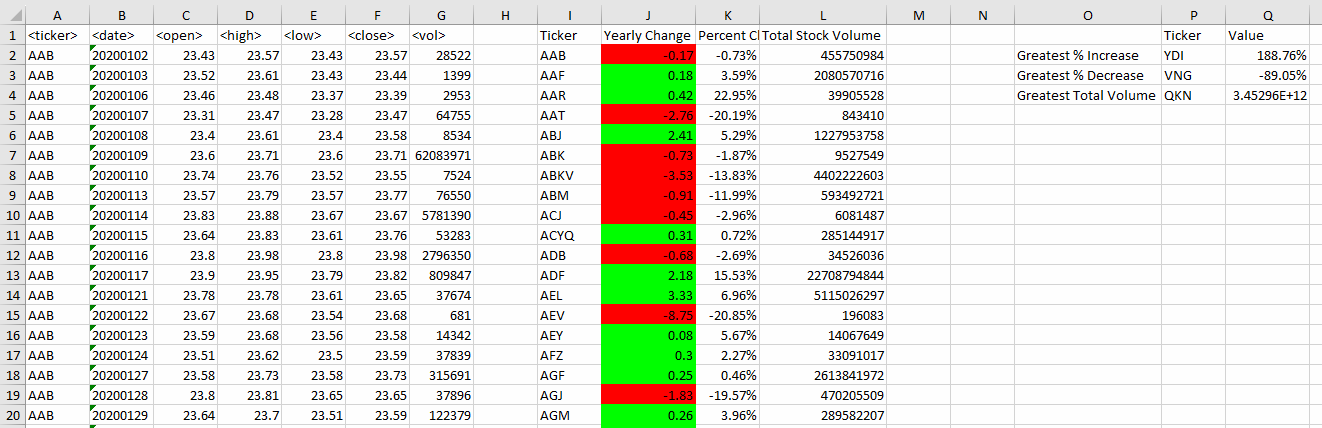 A B C D E F G H I J K L M N O P Q
1 <ticker> <date> <open> <high> <low> <close> <vol> Ticker Yearly Change Percent Cl Total Stock Volume Ticker Value
2 AAB 20200102 23.43 23.57 23.43 23.57 28522 AAB -0.17 -0.73% 455750984 Greatest % Increase YDI 188.76%
3 AAB 20200103 23.52 23.61 23.43 23.44 1399 AAF 0.18 3.59% 2080570716 Greatest % Decrease VNG -89.05%
4 AAB 20200106 23.46 23.48 23.37 23.39 2953 AAR 0.42 22.95% 39905528 Greatest Total Volume QKN 3.45296E+12
5 AAB 20200107 23.31 23.47 23.28 23.47 64755 AAT -2.76 -20.19% 843410
6 AAB 20200108 23.4 23.61 23.4 23.58 8534 ABJ 2.41 5.29% 1227953758
7 AAB 20200109 23.6 23.71 23.6 23.71 62083971 ABK -0.73 -1.87% 9527549
8 AAB 20200110 23.74 23.76 23.52 23.55 7524 ABKV -3.53 -13.83% 4402222603
9 AAB 20200113 23.57 23.79 23.57 23.77 76550 ABM -0.91 -11.99% 593492721
10 AAB 20200114 23.83 23.88 23.67 23.67 5781390 ACJ -0.45 -2.96% 6081487
11 AAB 20200115 23.64 23.83 23.61 23.76 53283 ACYQ 0.31 0.72% 285144917
12 AAB 20200116 23.8 23.98 23.8 23.98 2796350 ADB -0.68 -2.69% 34526036
13 AAB 20200117 23.9 23.95 23.79 23.82 809847 ADF 2.18 15.53% 22708794844
14 AAB 20200121 23.78 23.78 23.61 23.65 37674 AEL 3.33 6.96% 5115026297
15 AAB 20200122 23.67 23.68 23.54 23.68 681 AEV -8.75 -20.85% 196083
16 AAB 20200123 23.59 23.68 23.56 23.58 14342 AEY 0.08 5.67% 14067649
17 AAB 20200124 23.51 23.62 23.5 23.59 37839 AFZ 0.3 2.27% 33091017
18 AAB 20200127 23.58 23.73 23.58 23.73 315691 AGF 0.25 0.46% 2613841972
19 AAB 20200128 23.8 23.81 23.65 23.65 37896 AGJ -1.83 -19.57% 470205509
20 AAB 20200129 23.64 23.7 23.51 23.59 122379 AGM 0.26 3.96% 289582207